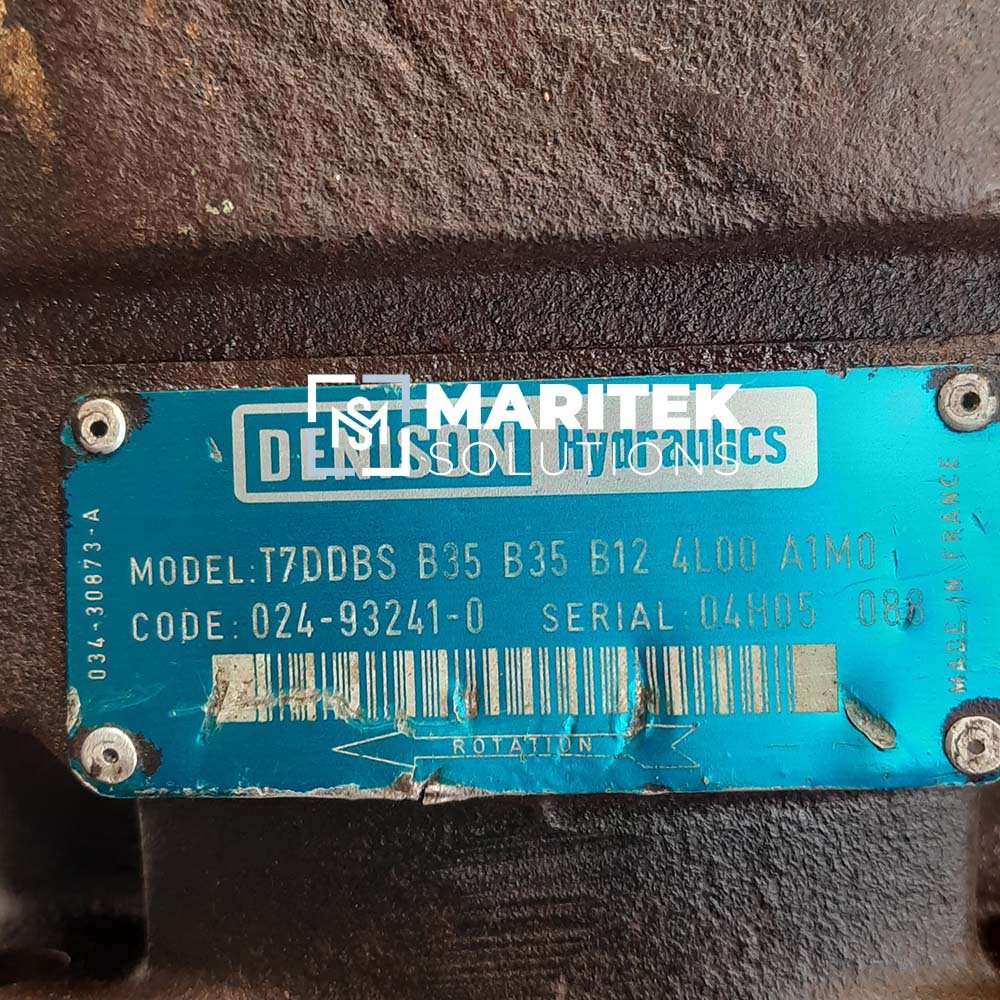 MARITEK
SOLUTIONS
DENISON Hydraulics
MODEL: T7DDBS B35 B35 B12 4L00 A1M0
CODE: 024-93241-0 SERIAL: 04H05 088
ROTATION
034-30873-A
MADE IN FRANCE